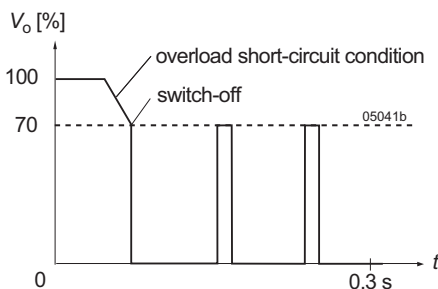 Vo [%]
overload short-circuit condition
100
switch-off
70
05041b
t
0
0.3 s